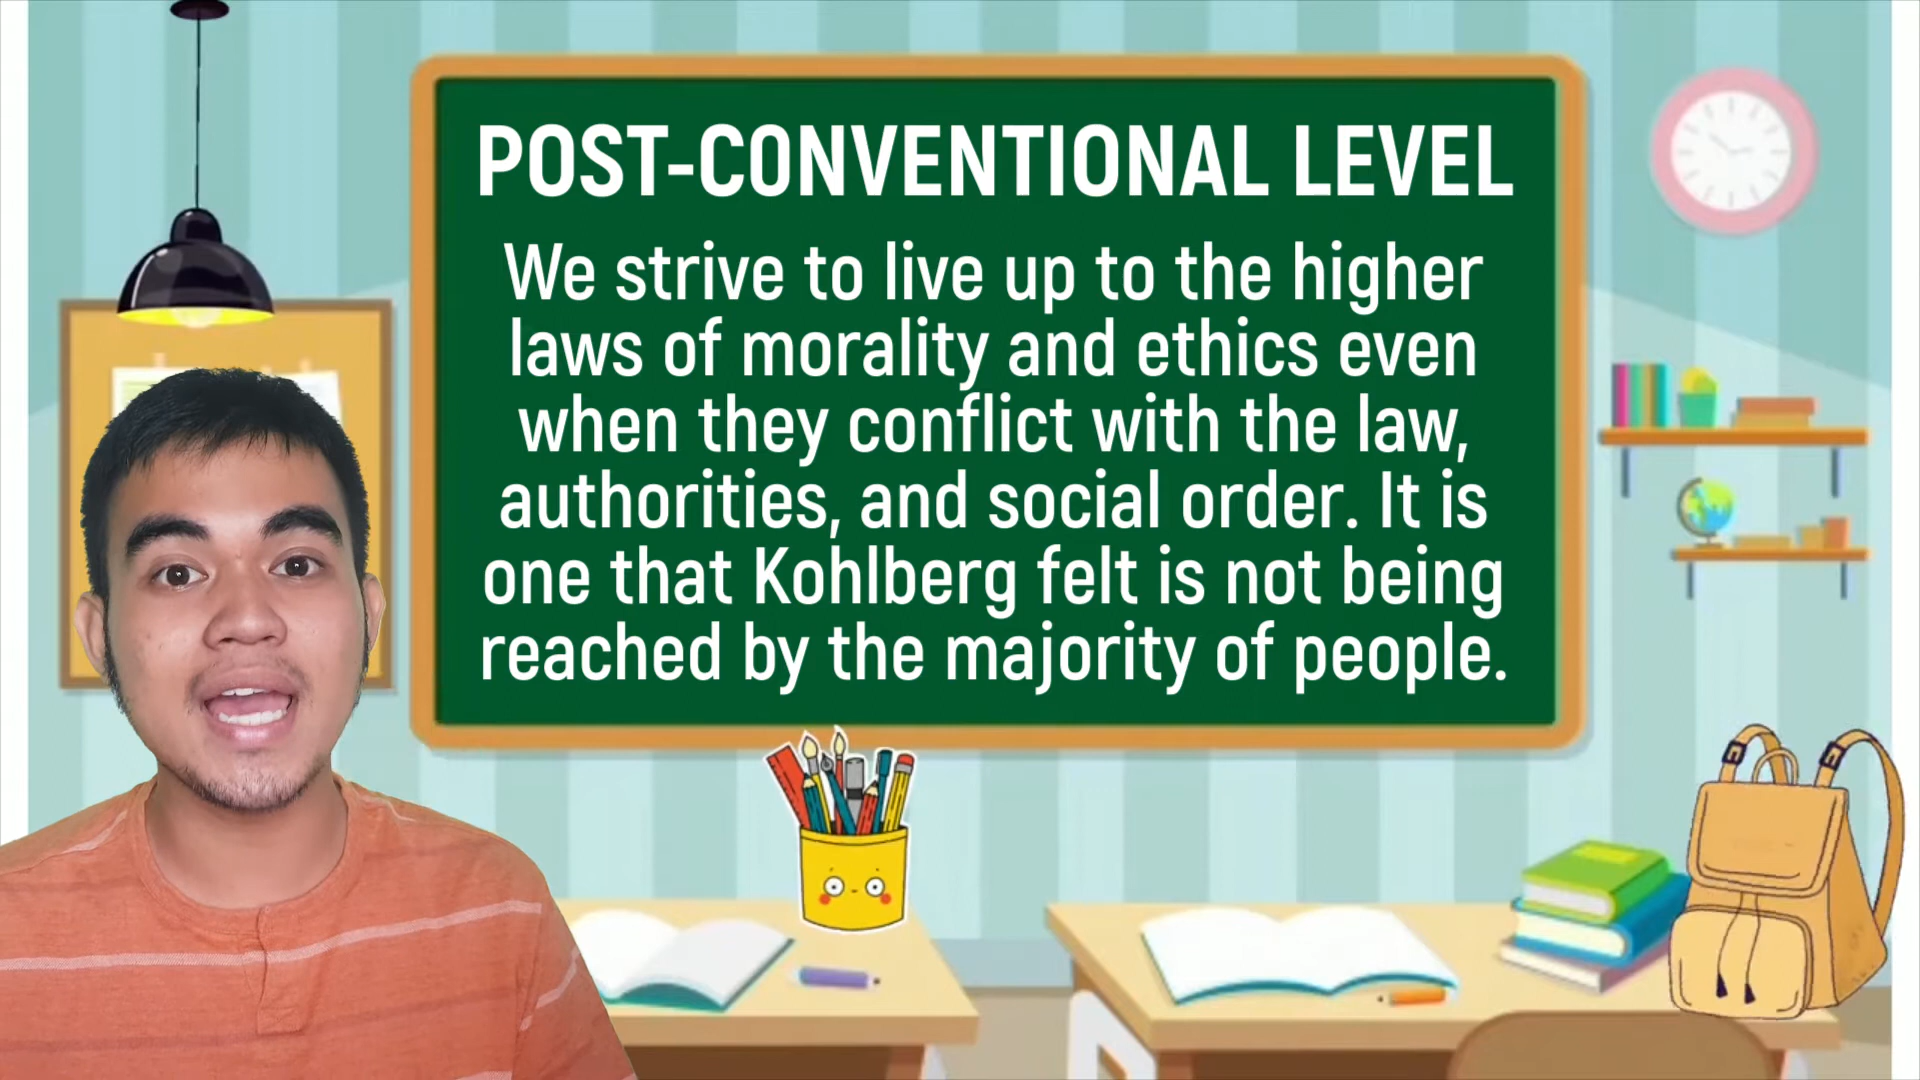 POST-CONVENTIONAL LEVEL
We strive to live up to the higher
laws of morality and ethics even
when they conflict with the law,
authorities, and social order. It is
one that Kohlberg felt is not being
reached by the majority of people.